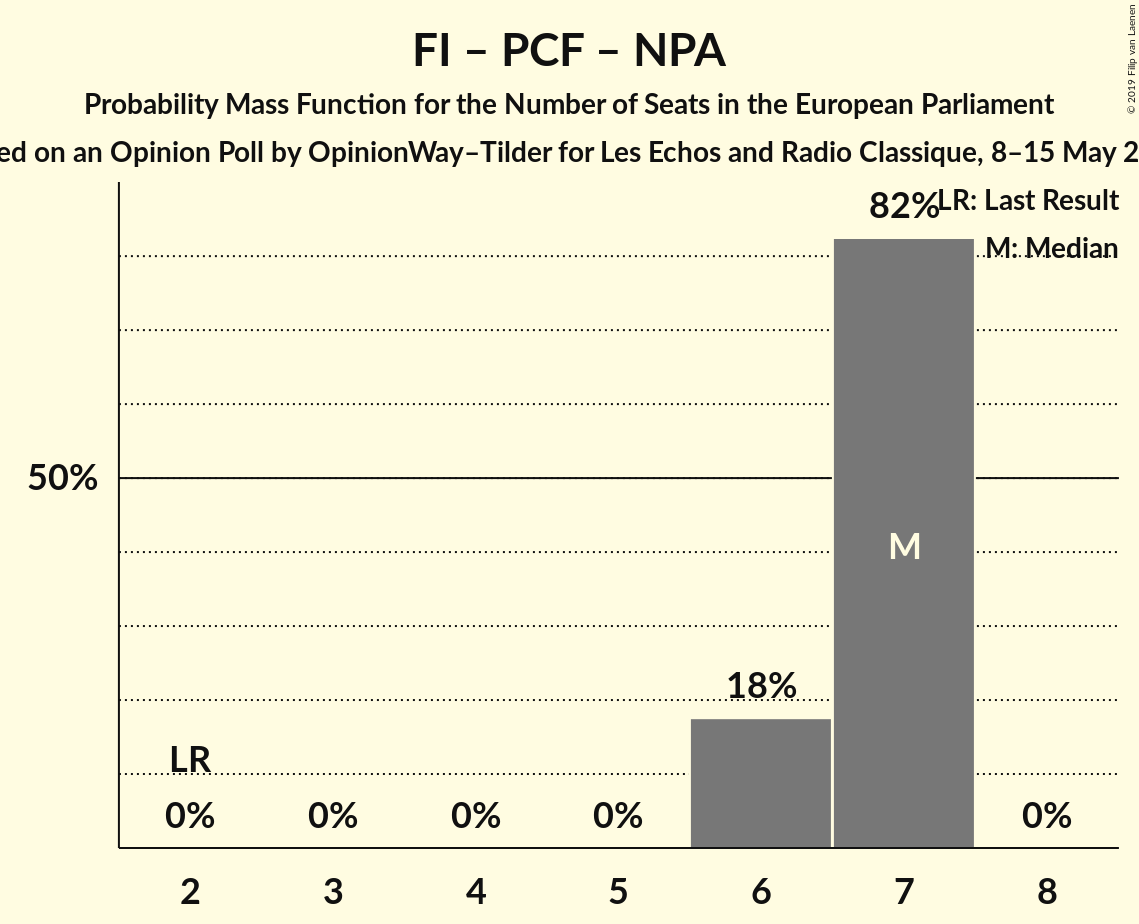 FI – PCF – NPA
Probability Mass Function for the Number of Seats in the European Parliament
ed on an Opinion Poll by OpinionWay–Tilder for Les Echos and Radio Classique, 8–15 May 2
© 2019 Filip van Laenen
82%
LR: Last Result
M: Median
50%
M
18%
LR
0%
0%
0%
0%
0%
2
3
4
5
6
7
8